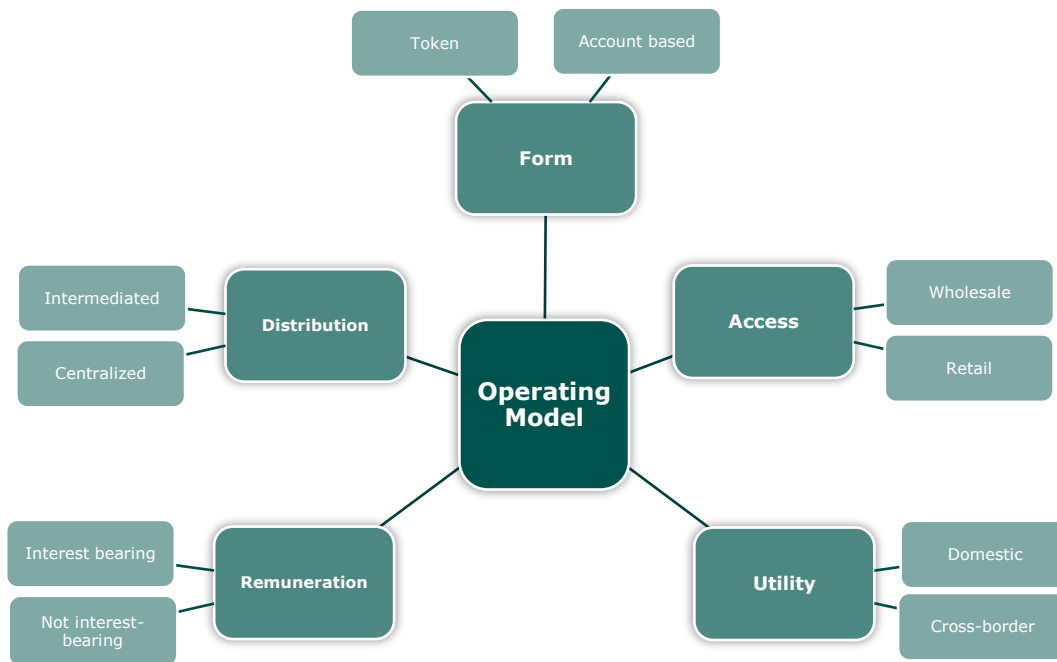 Token
Account based
Form
Intermediated
Centralized
Distribution
Access
Wholesale
Retail
Operating
Model
Interest bearing
Not interest-
bearing
Remuneration
Utility
Domestic
Cross-border